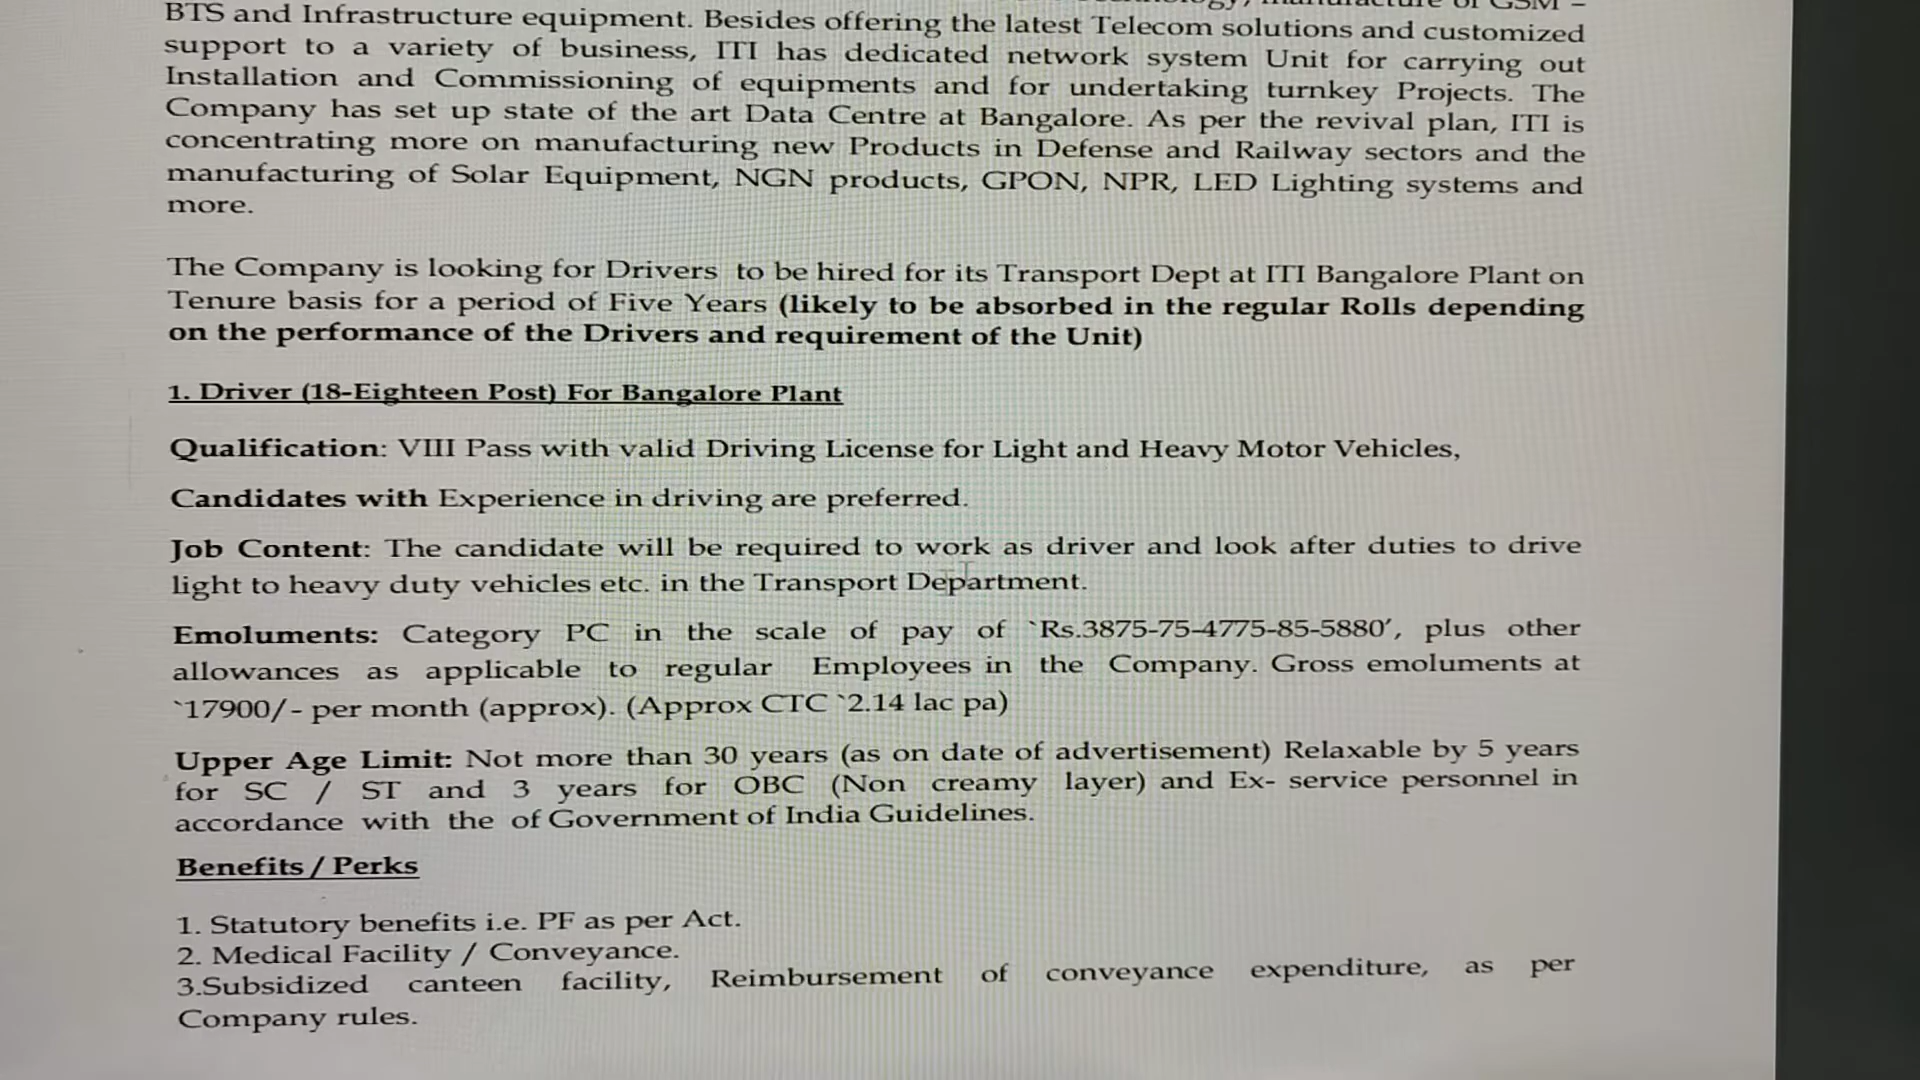 BTS and Infrastructure equipment. Besides offering the latest Telecom solutions and customized
support to a variety of business, ITI has dedicated network system Unit for carrying out
Installation and Commissioning of equipments and for undertaking turnkey Projects. The
Company has set up state of the art Data Centre at Bangalore. As per the revival plan, ITI is
concentrating more on manufacturing new Products in Defense and Railway sectors and the
manufacturing of Solar Equipment, NGN products, GPON, NPR, LED Lighting systems and
more.
The Company is looking for Drivers to be hired for its Transport Dept at ITI Bangalore Plant on
Tenure basis for a period of Five Years (likely to be absorbed in the regular Rolls depending
on the performance of the Drivers and requirement of the Unit)
1. Driver (18-Eighteen Post) For Bangalore Plant
Qualification: VIII Pass with valid Driving License for Light and Heavy Motor Vehicles,
Candidates with Experience in driving are preferred.
Job Content: The candidate will be required to work as driver and look after duties to drive
light to heavy duty vehicles etc. in the Transport Department.
Emoluments: Category PC in the scale of pay of `Rs.3875-75-4775-85-5880’, plus other
allowances as applicable to regular Employees in the Company. Gross emoluments at
`17900/- per month (approx). (Approx CTC `2.14 lac pa)
Upper Age Limit: Not more than 30 years (as on date of advertisement) Relaxable by 5 years
for SC / ST and 3 years for OBC (Non creamy layer) and Ex- service personnel in
accordance with the of Government of India Guidelines.
Benefits / Perks
1. Statutory benefits i.e. PF as per Act.
2. Medical Facility / Conveyance.
3.Subsidized canteen facility, Reimbursement of conveyance expenditure, as per
Company rules.